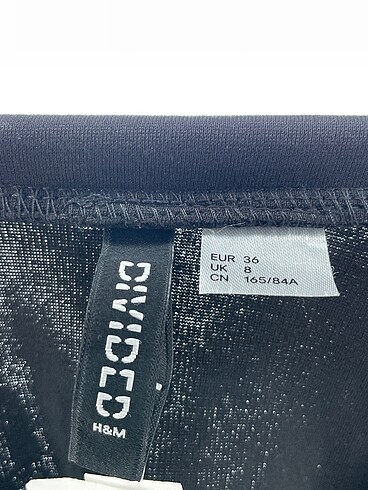 DIVIDED
H&M
EUR 36
UK 8
CN 165/84A